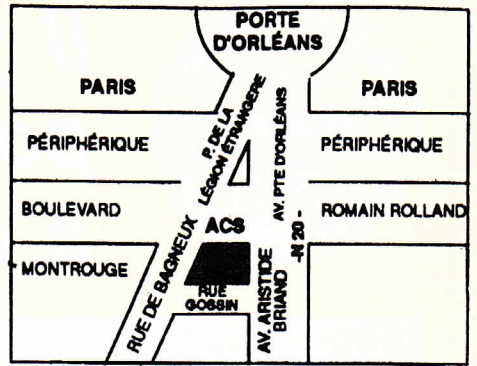 PORTE
D'ORLÉANS
PARIS
PARIS
P. DE LA
LÉGION ÉTRANGERE
AV. PTE D'ORLÉANS
PÉRIPHÉRIQUE
PÉRIPHÉRIQUE
BOULEVARD
ROMAIN ROLLAND
-N 20-
ACS
RUE DE BAGNEUX
MONTROUGE
RUE
GOSSIN
AV. ARISTIDE
BRIAND